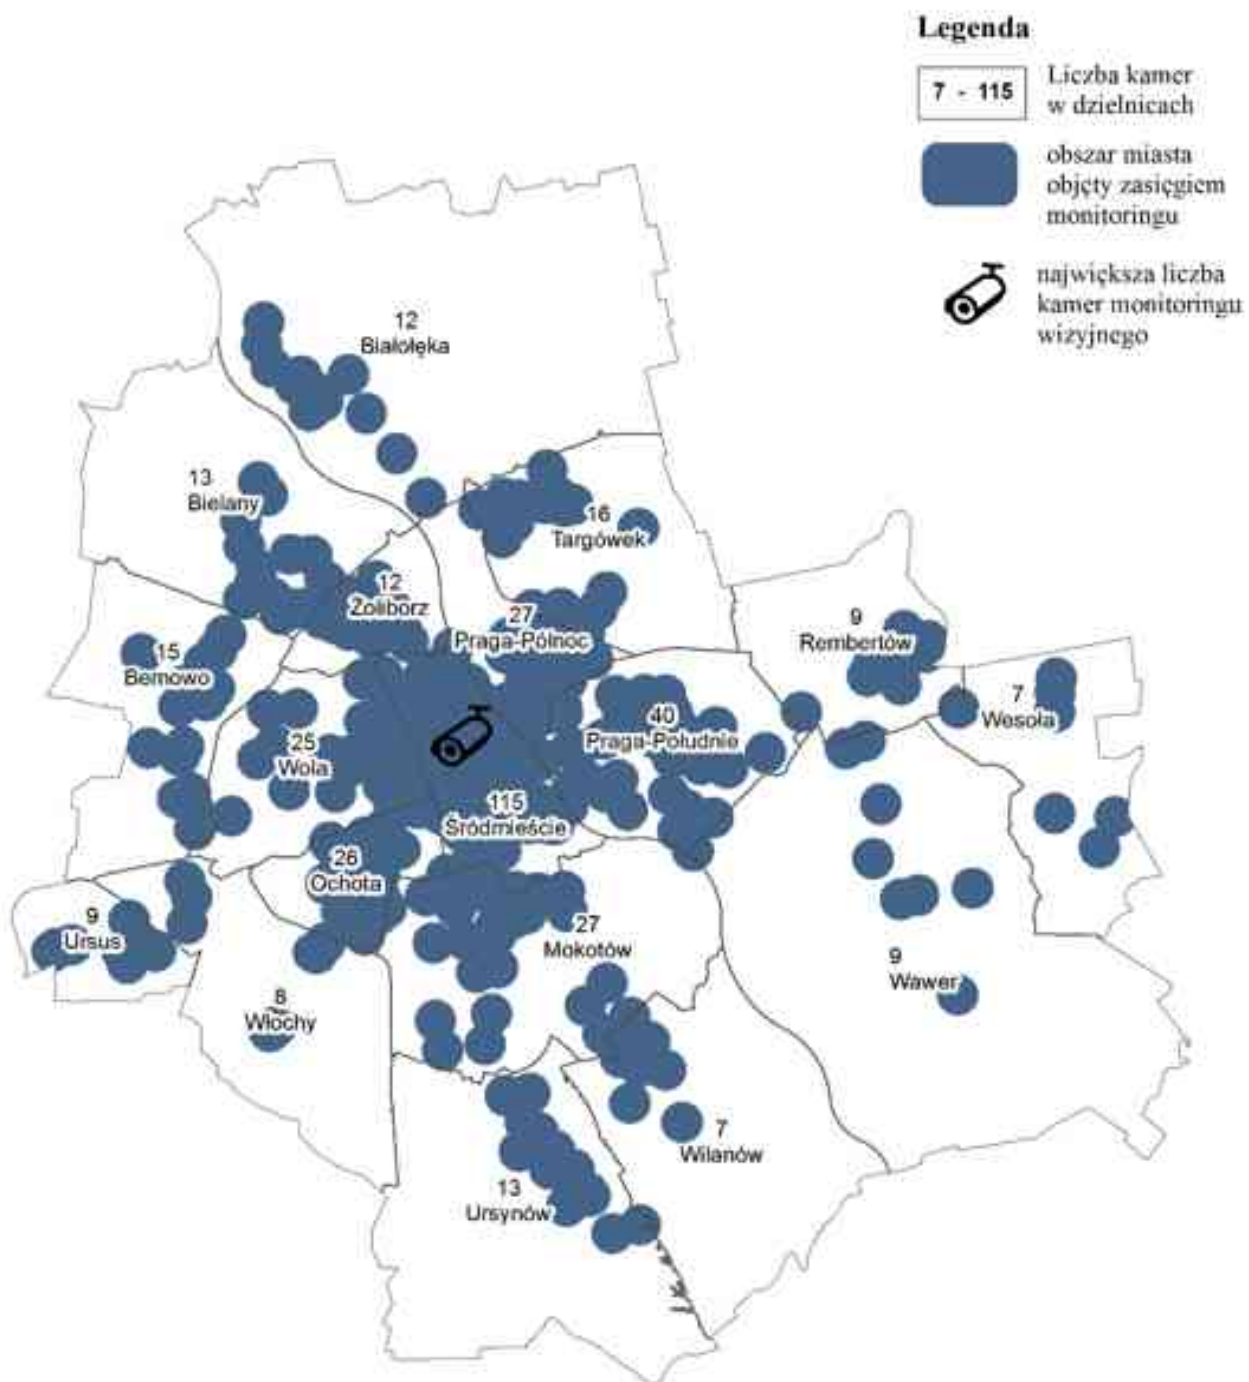 Legenda
7 - 115
Liczba kamer
w dzielnicach
obszar miasta
objęty zasięgiem
monitoringu
największa liczba
kamer monitoringu
wizyjnego
12
Białołęka
13
Bielany
16
Targówek
12
Żoliborz
27
Praga-Północ
9
Rembertów
15
Bemowo
7
Wesoła
40
Praga-Południe
25
Wola
115
Śródmieście
26
Ochota
9
Ursus
27
Mokotów
9
Wawer
8
Włochy
7
Wilanów
13
Ursynów